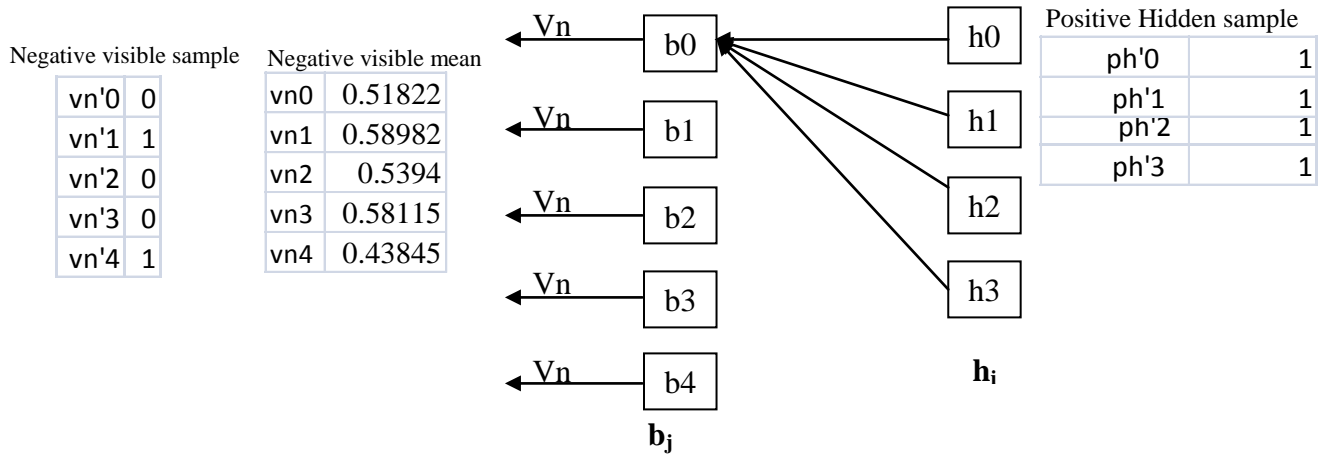 Negative visible sample
vn'0 0
vn'1 1
vn'2 0
vn'3 0
vn'4 1
Negative visible mean
vn0 0.51822
vn1 0.58982
vn2 0.5394
vn3 0.58115
vn4 0.43845
Vn b0
Vn b1
Vn b2
Vn b3
Vn b4
bj
h0
h1
h2
h3
hi
Positive Hidden sample
ph'0 1
ph'1 1
ph'2 1
ph'3 1